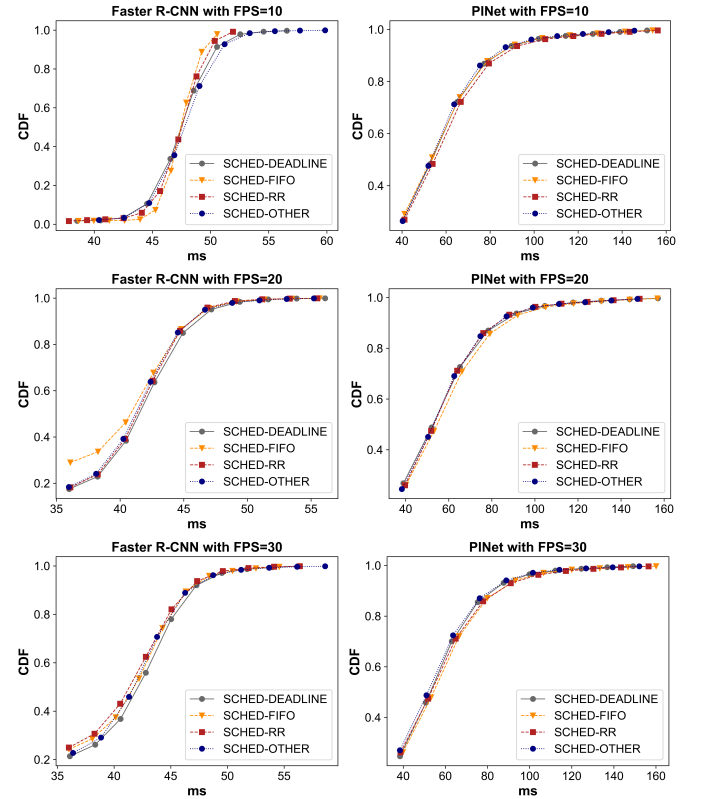 Faster R-CNN with FPS=10
CDF
1.0
0.8
0.6
0.4
0.2
0.0
40 45 50 55 60
ms
SCHED-DEADLINE
SCHED-FIFO
SCHED-RR
SCHED-OTHER
PINet with FPS=10
CDF
1.0
0.8
0.6
0.4
40 60 80 100 120 140 160
ms
SCHED-DEADLINE
SCHED-FIFO
SCHED-RR
SCHED-OTHER
Faster R-CNN with FPS=20
CDF
1.0
0.8
0.6
0.4
0.2
35 40 45 50 55
ms
SCHED-DEADLINE
SCHED-FIFO
SCHED-RR
SCHED-OTHER
PINet with FPS=20
CDF
1.0
0.8
0.6
0.4
40 60 80 100 120 140 160
ms
SCHED-DEADLINE
SCHED-FIFO
SCHED-RR
SCHED-OTHER
Faster R-CNN with FPS=30
CDF
1.0
0.8
0.6
0.4
0.2
35 40 45 50 55
ms
SCHED-DEADLINE
SCHED-FIFO
SCHED-RR
SCHED-OTHER
PINet with FPS=30
CDF
1.0
0.8
0.6
0.4
40 60 80 100 120 140 160
ms
SCHED-DEADLINE
SCHED-FIFO
SCHED-RR
SCHED-OTHER